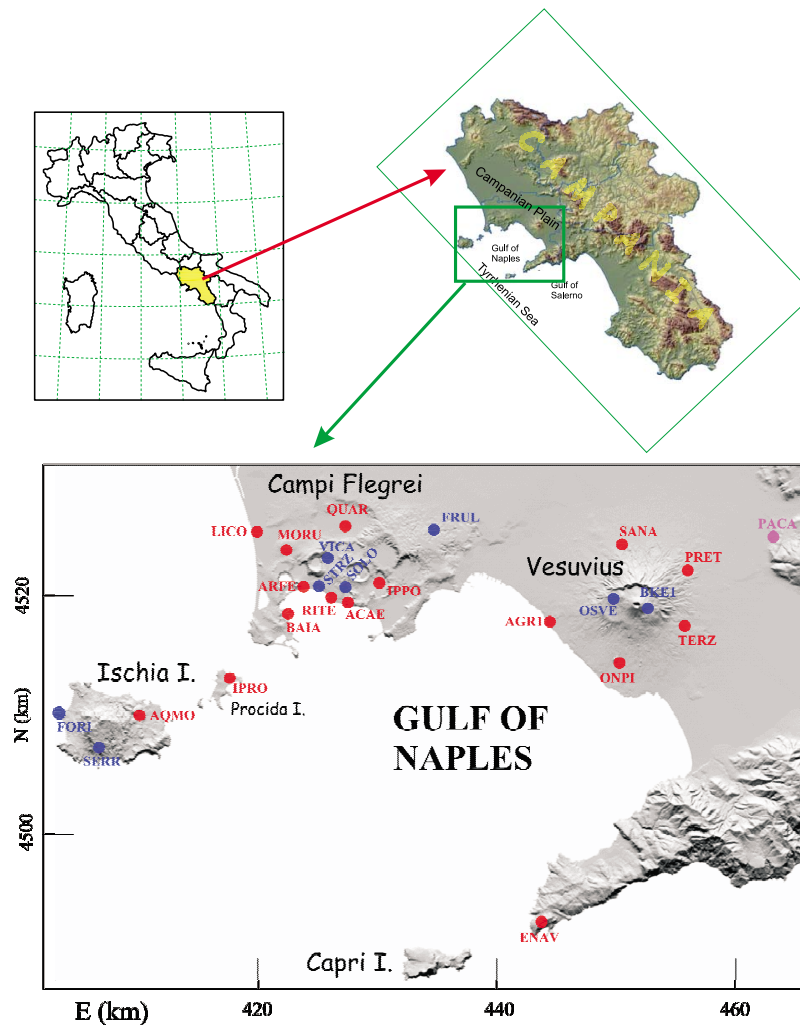 CAMPANIA
Campanian Plain
Gulf of
Naples
Tyrrhenian Sea
Gulf of
Salerno
Campi Flegrei
QUAR
LICO
MORU
FRUL
VICA
STRZ
SOLO
ARFE
IPPO
RITE
ACAE
BAIA
SANA
PACA
Vesuvius
PRET
BKE1
OSVE
AGR1
TERZ
ONPI
4520
Ischia I.
IPRO
Procida I.
AQMO
FORI
SERR
GULF OF
NAPLES
N (km)
4500
ENAV
Capri I.
E (km)
420
440
460